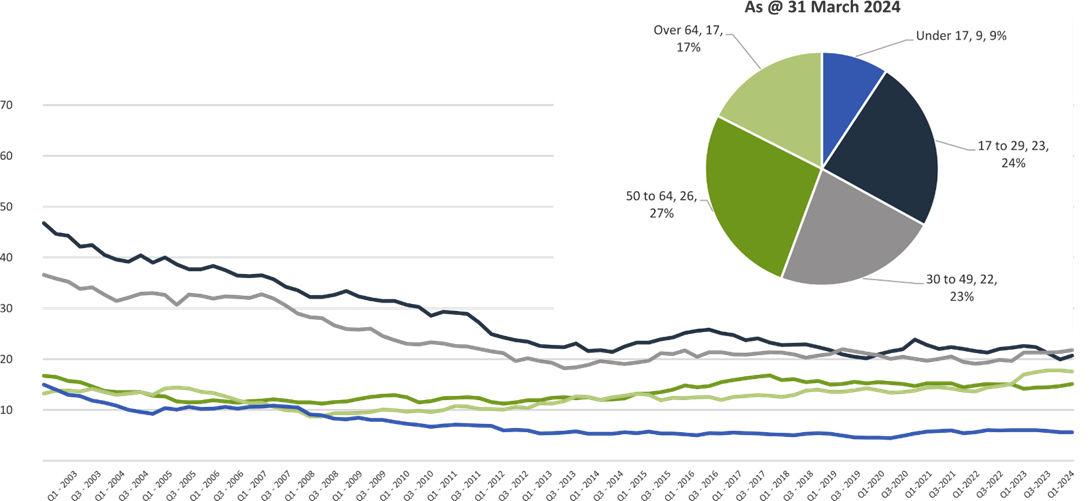 As @ 31 March 2024
Over 64, 17,
17%
Under 17, 9, 9%
17 to 29, 23,
24%
50 to 64, 26,
27%
30 to 49, 22,
23%
70
60
50
40
30
20
10
Q1 - 2003
Q3 - 2003
Q1 - 2004
Q3 - 2004
Q1 - 2005
Q3 - 2005
Q1 - 2006
Q3 - 2006
Q1 - 2007
Q3 - 2007
Q1 - 2008
Q3 - 2008
Q1 - 2009
Q3 - 2009
Q1 - 2010
Q3 - 2010
Q1 - 2011
Q3 - 2011
Q1 - 2012
Q3 - 2012
Q1 - 2013
Q3 - 2013
Q1 - 2014
Q3 - 2014
Q1 - 2015
Q3 - 2015
Q1 - 2016
Q3 - 2016
Q1 - 2017
Q3 - 2017
Q1 - 2018
Q3 - 2018
Q1 - 2019
Q3 - 2019
Q1 - 2020
Q3 - 2020
Q1 - 2021
Q3 - 2021
Q1 - 2022
Q3 - 2022
Q1 - 2023
Q3 - 2023
Q1 - 2024